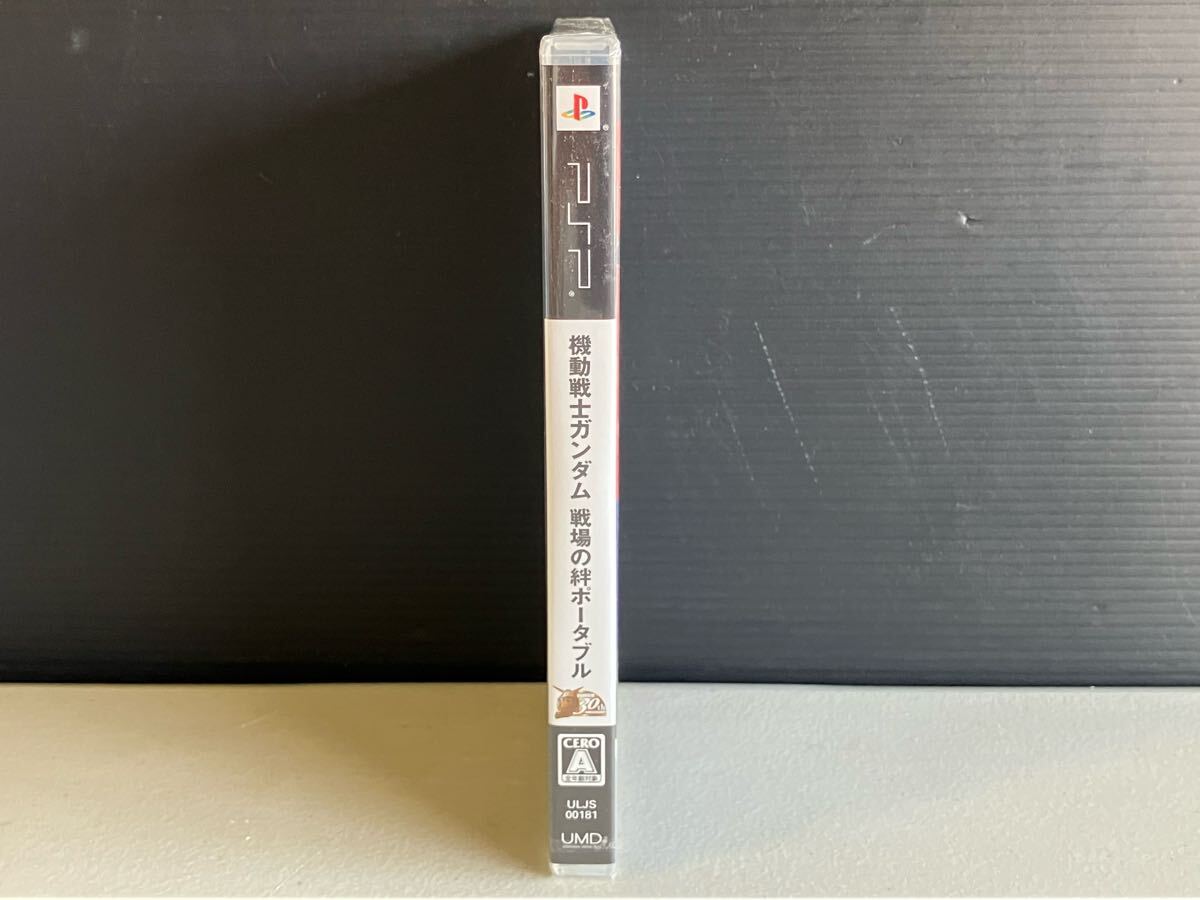 PSP
機動戦士ガンダム 戦場の絆ポータブル
30th
CERO
A
全年齢対象
ULJS
00181
UMD